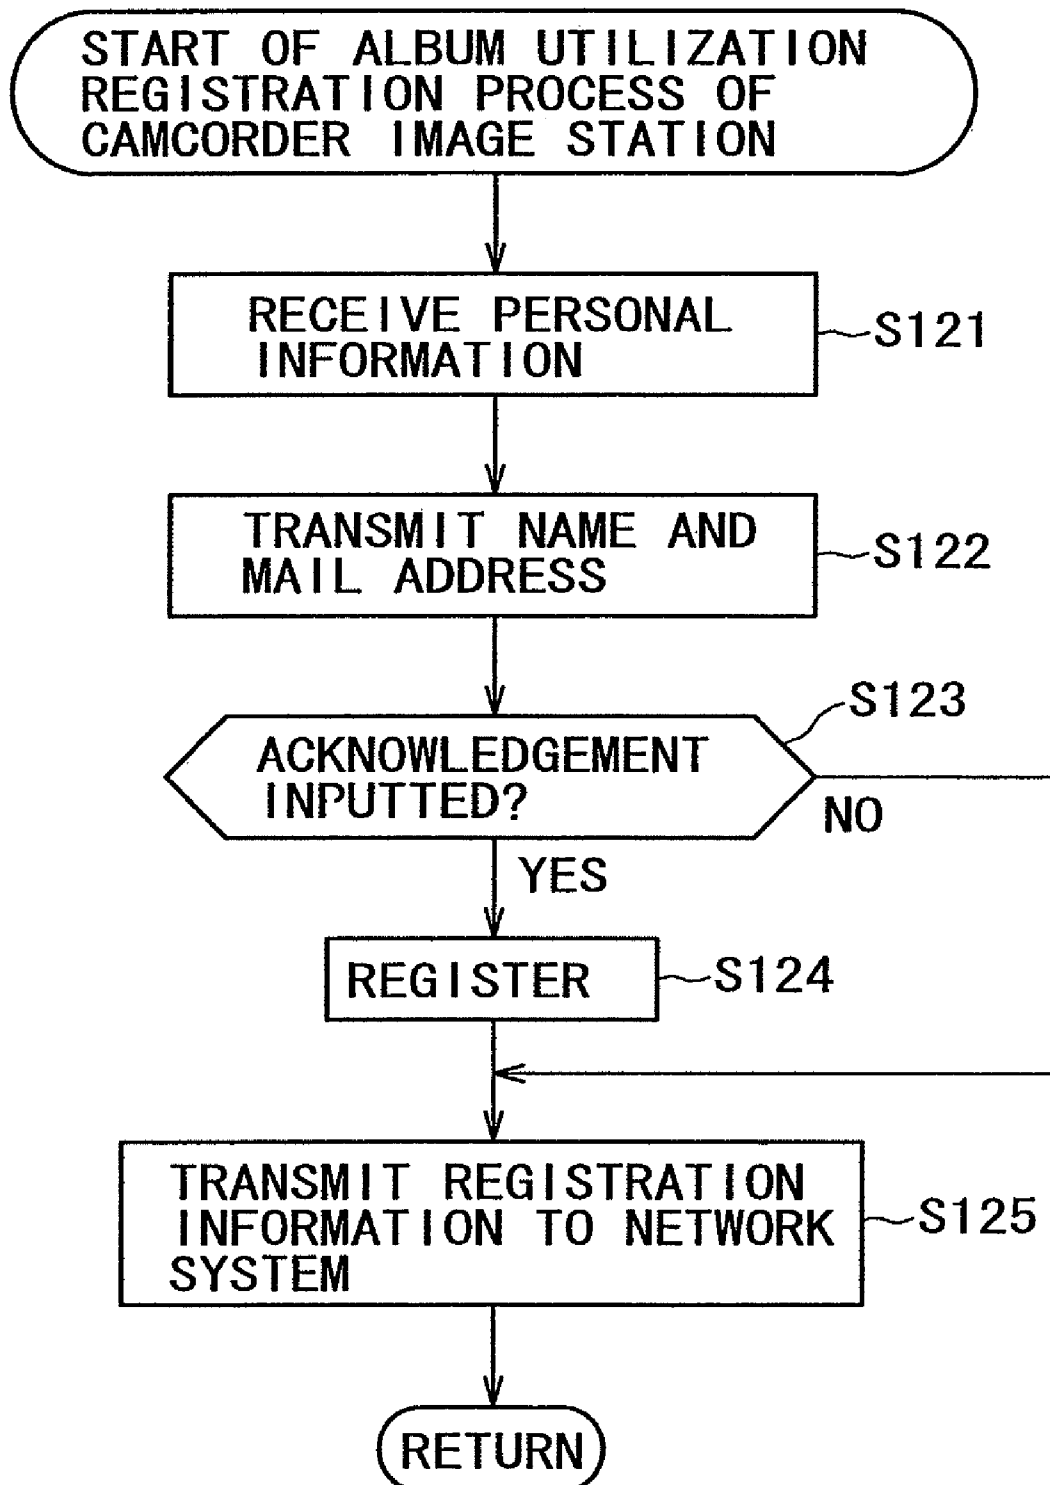 START OF ALBUM UTILIZATION
REGISTRATION PROCESS OF
CAMCORDER IMAGE STATION
RECEIVE PERSONAL
INFORMATION
S121
TRANSMIT NAME AND
MAIL ADDRESS
S122
S123
ACKNOWLEDGEMENT
INPUTTED?
NO
YES
REGISTER
S124
TRANSMIT REGISTRATION
INFORMATION TO NETWORK
SYSTEM
S125
RETURN